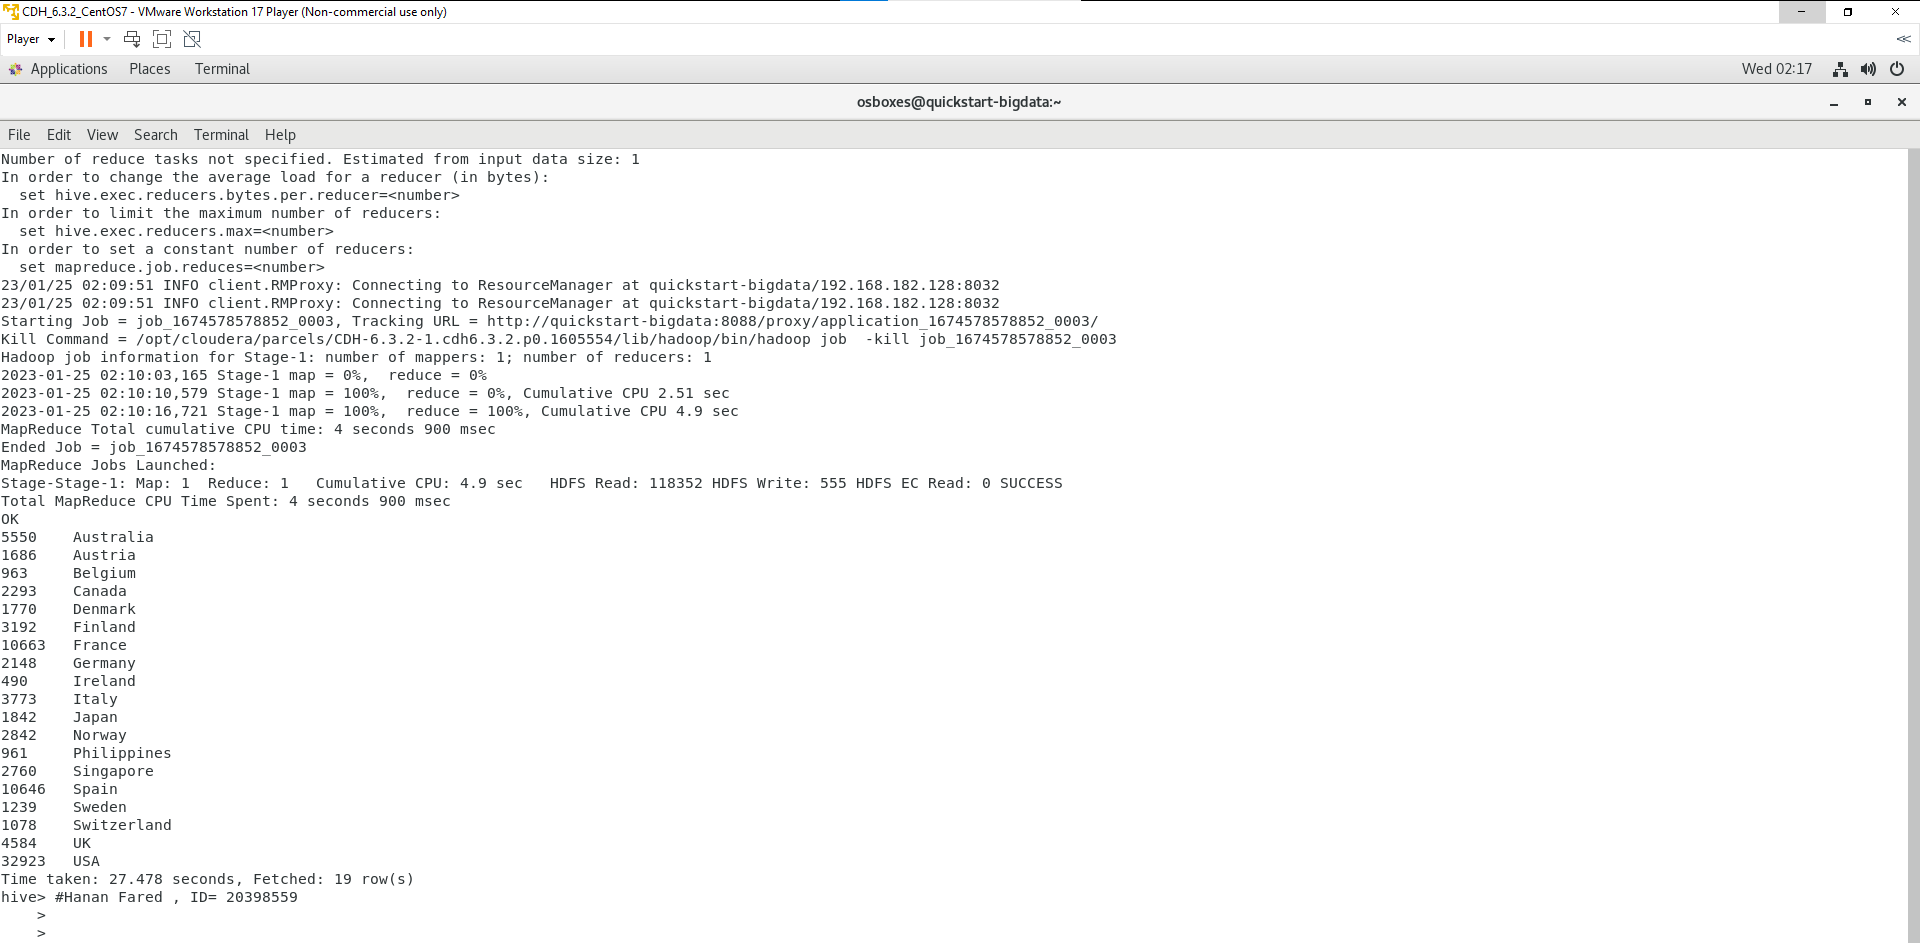 CDH_6.3.2_CentOS7 - VMware Workstation 17 Player (Non-commercial use only)
Player
Applications Places Terminal Wed 02:17
osboxes@quickstart-bigdata:~
File Edit View Search Terminal Help
Number of reduce tasks not specified. Estimated from input data size: 1
In order to change the average load for a reducer (in bytes):
  set hive.exec.reducers.bytes.per.reducer=<number>
In order to limit the maximum number of reducers:
  set hive.exec.reducers.max=<number>
In order to set a constant number of reducers:
  set mapreduce.job.reduces=<number>
23/01/25 02:09:51 INFO client.RMProxy: Connecting to ResourceManager at quickstart-bigdata/192.168.182.128:8032
23/01/25 02:09:51 INFO client.RMProxy: Connecting to ResourceManager at quickstart-bigdata/192.168.182.128:8032
Starting Job = job_1674578578852_0003, Tracking URL = http://quickstart-bigdata:8088/proxy/application_1674578578852_0003/
Kill Command = /opt/cloudera/parcels/CDH-6.3.2-1.cdh6.3.2.p0.1605554/lib/hadoop/bin/hadoop job  -kill job_1674578578852_0003
Hadoop job information for Stage-1: number of mappers: 1; number of reducers: 1
2023-01-25 02:10:03,165 Stage-1 map = 0%,  reduce = 0%
2023-01-25 02:10:10,579 Stage-1 map = 100%,  reduce = 0%, Cumulative CPU 2.51 sec
2023-01-25 02:10:16,721 Stage-1 map = 100%,  reduce = 100%, Cumulative CPU 4.9 sec
MapReduce Total cumulative CPU time: 4 seconds 900 msec
Ended Job = job_1674578578852_0003
MapReduce Jobs Launched:
Stage-Stage-1: Map: 1  Reduce: 1   Cumulative CPU: 4.9 sec   HDFS Read: 118352 HDFS Write: 555 HDFS EC Read: 0 SUCCESS
Total MapReduce CPU Time Spent: 4 seconds 900 msec
OK
5550    Australia
1686    Austria
963     Belgium
2293    Canada
1770    Denmark
3192    Finland
10663   France
2148    Germany
490     Ireland
3773    Italy
1842    Japan
2842    Norway
961     Philippines
2760    Singapore
10646   Spain
1239    Sweden
1078    Switzerland
4584    UK
32923   USA
Time taken: 27.478 seconds, Fetched: 19 row(s)
hive> #Hanan Fared , ID= 20398559
    >
    >